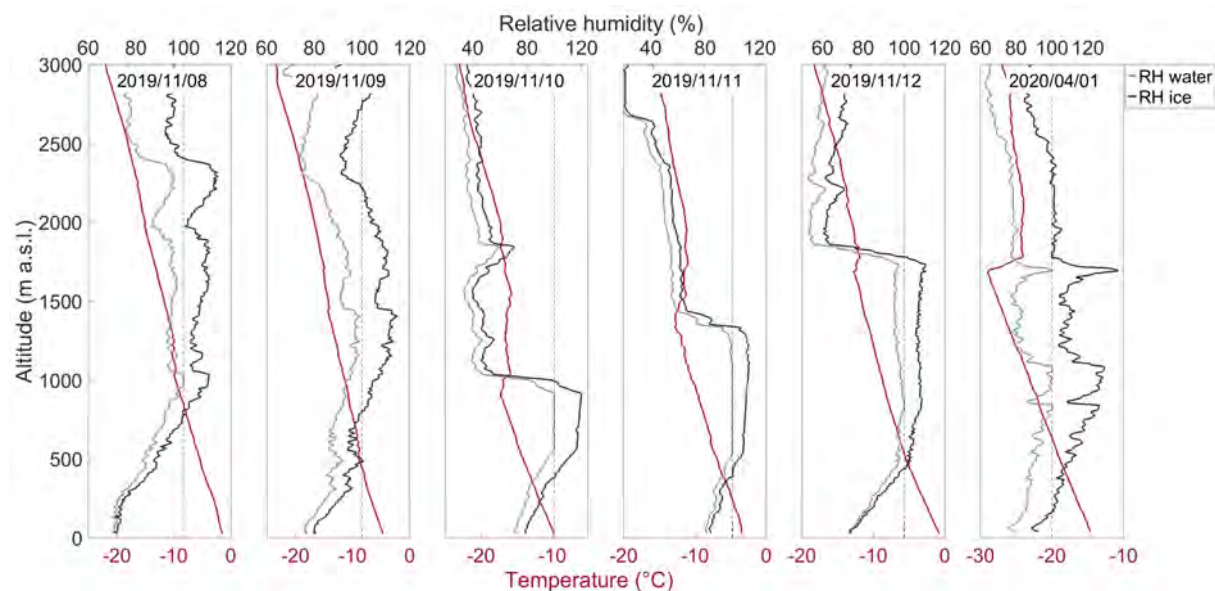 Relative humidity (%)
60 80 100 120 60 80 100 120 40 60 80 100 120 40 60 80 100 120 60 80 100 120 60 80 100 120
3000 2019/11/08 2019/11/09 2019/11/10 2019/11/11 2019/11/12 2020/04/01 RH water
RH ice
2500
2000
1500
1000
500
0
Altitude (m a.s.l.)
-20 -10 0 -20 -10 0 -20 -10 0 -20 -10 0 -20 -10 0 -30 -20 -10
Temperature (°C)